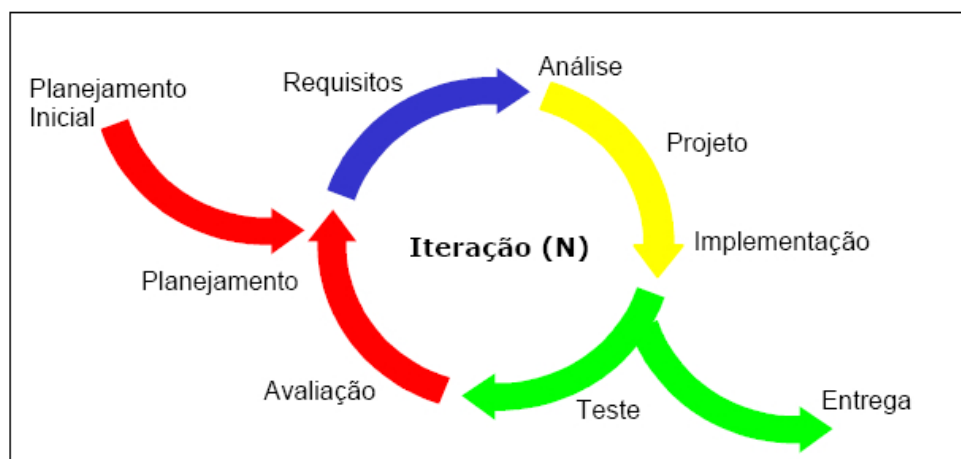 Planejamento
Inicial
Requisitos
Análise
Projeto
Implementação
Iteração (N)
Planejamento
Avaliação
Teste
Entrega